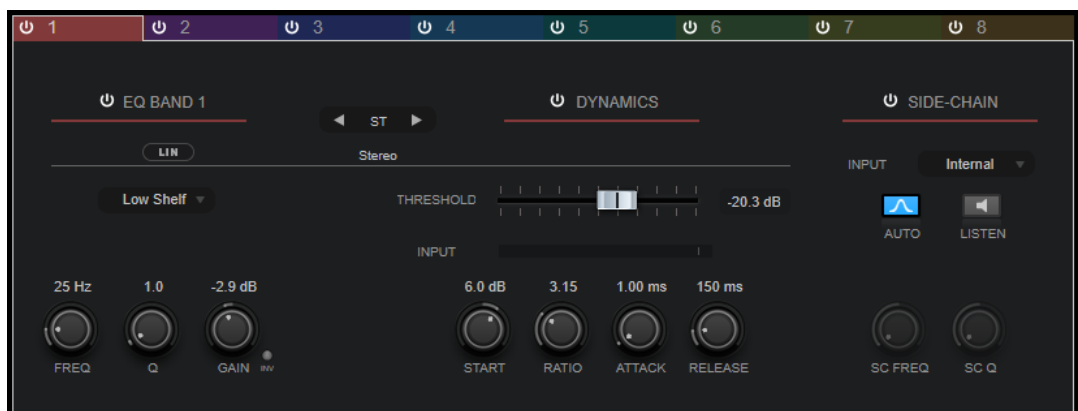 1 2 3 4 5 6 7 8
EQ BAND 1
ST
DYNAMICS
SIDE-CHAIN
LIN
Stereo
INPUT Internal
Low Shelf
THRESHOLD -20.3 dB
AUTO LISTEN
INPUT
25 Hz 1.0 -2.9 dB 6.0 dB 3.15 1.00 ms 150 ms
FREQ Q GAIN INV START RATIO ATTACK RELEASE SC FREQ SC Q